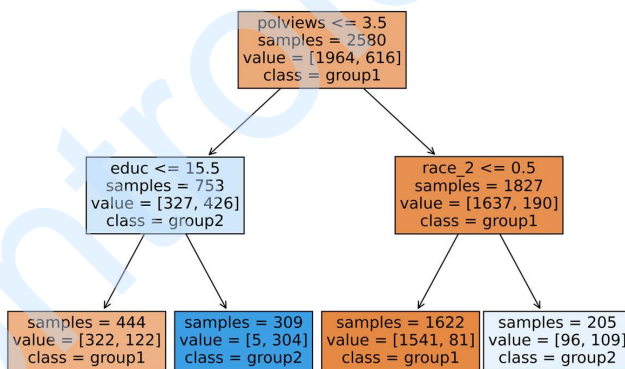 polviews <= 3.5
samples = 2580
value = [1964, 616]
class = group1
educ <= 15.5
samples = 753
value = [327, 426]
class = group2
race_2 <= 0.5
samples = 1827
value = [1637, 190]
class = group1
samples = 444
value = [322, 122]
class = group1
samples = 309
value = [5, 304]
class = group2
samples = 1622
value = [1541, 81]
class = group1
samples = 205
value = [96, 109]
class = group2